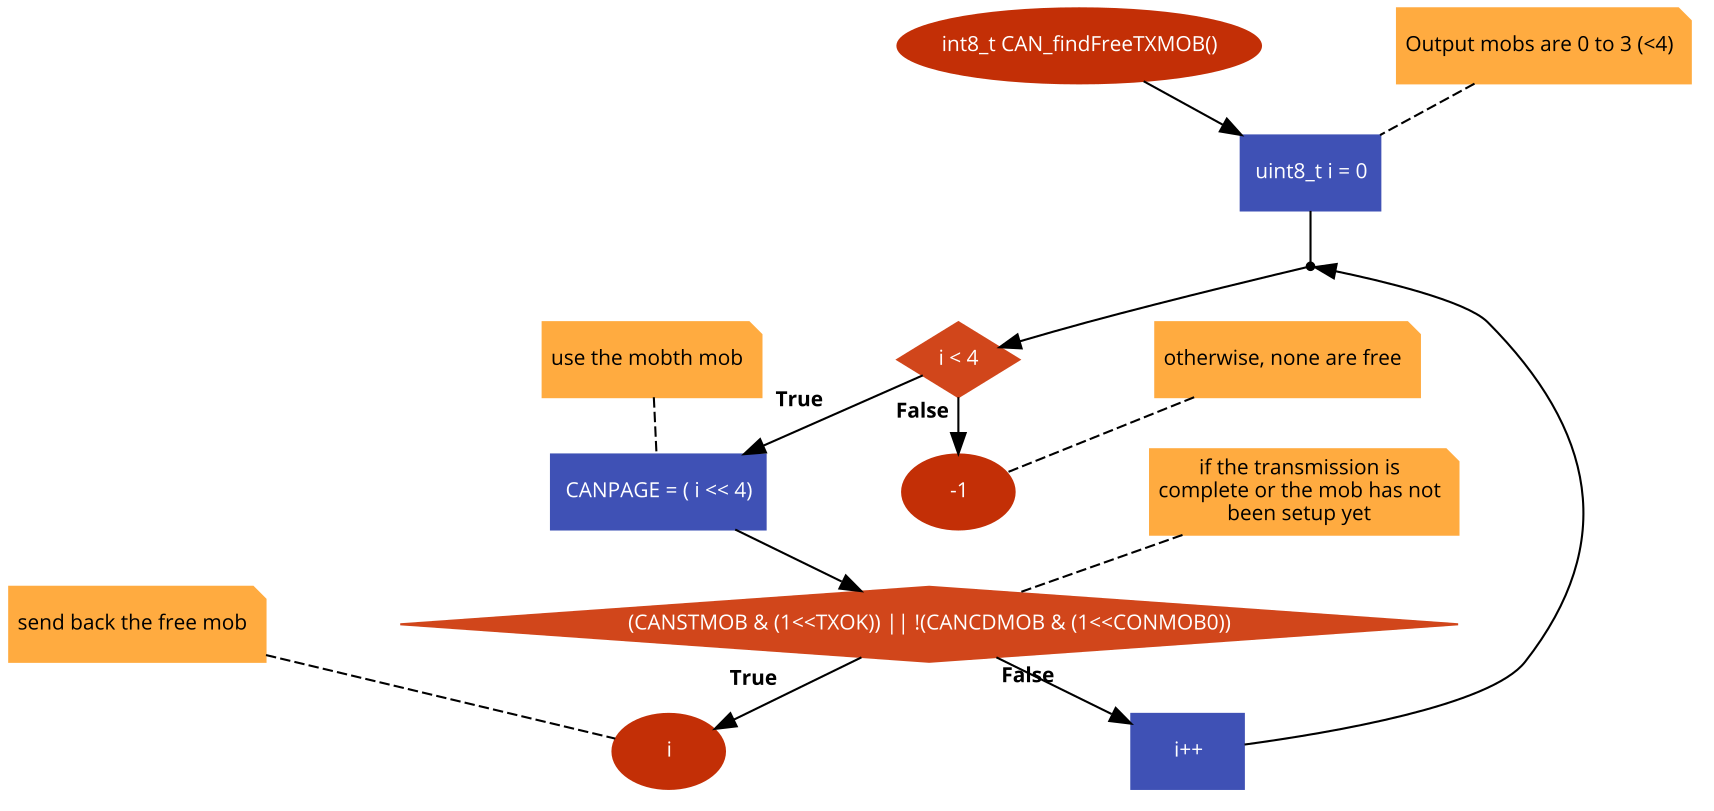 int8_t CAN_findFreeTXMOB()
Output mobs are 0 to 3 (<4)
uint8_t i = 0
use the mobth mob
i < 4
otherwise, none are free
True
False
CANPAGE = ( i << 4)
-1
if the transmission is
complete or the mob has not
been setup yet
send back the free mob
(CANSTMOB & (1<<TXOK)) || !(CANCDMOB & (1<<CONMOB0))
True
False
i
i++